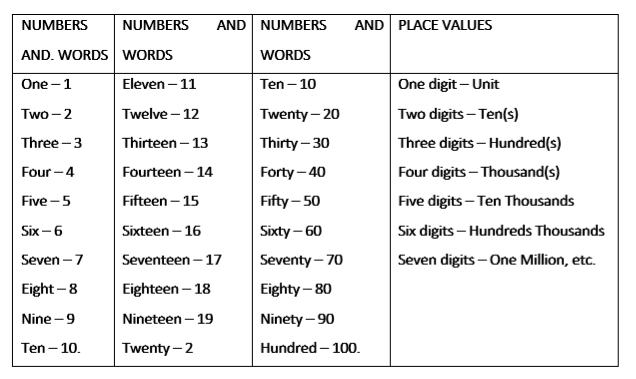 NUMBERS AND. WORDS | NUMBERS AND WORDS | NUMBERS AND WORDS | PLACE VALUES
One – 1 | Eleven – 11 | Ten – 10 | One digit – Unit
Two – 2 | Twelve – 12 | Twenty – 20 | Two digits – Ten(s)
Three – 3 | Thirteen – 13 | Thirty – 30 | Three digits – Hundred(s)
Four – 4 | Fourteen – 14 | Forty – 40 | Four digits – Thousand(s)
Five – 5 | Fifteen – 15 | Fifty – 50 | Five digits – Ten Thousands
Six – 6 | Sixteen – 16 | Sixty – 60 | Six digits – Hundreds Thousands
Seven – 7 | Seventeen – 17 | Seventy – 70 | Seven digits – One Million, etc.
Eight – 8 | Eighteen – 18 | Eighty – 80
Nine – 9 | Nineteen – 19 | Ninety – 90
Ten – 10. | Twenty – 2 | Hundred – 100.